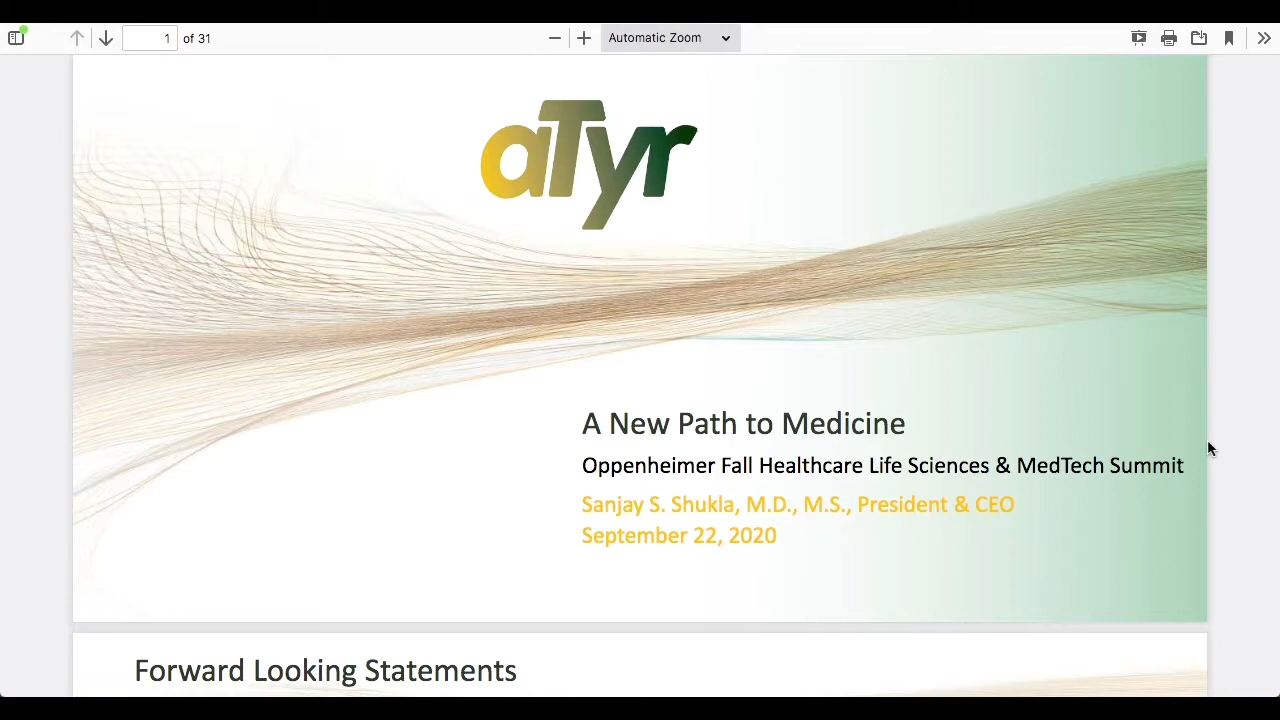 1 of 31 Automatic Zoom
aTyr
A New Path to Medicine
Oppenheimer Fall Healthcare Life Sciences & MedTech Summit
Sanjay S. Shukla, M.D., M.S., President & CEO
September 22, 2020
Forward Looking Statements